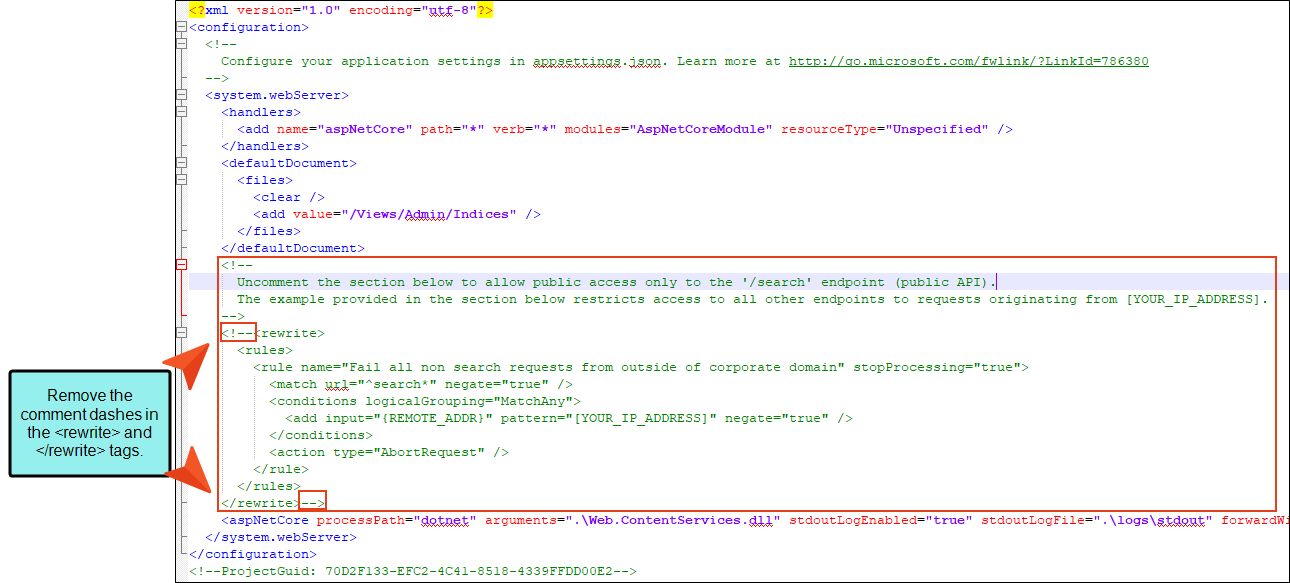 <?xml version="1.0" encoding="utf-8"?>
<configuration>
<!--
Configure your application settings in appsettings.json. Learn more at http://go.microsoft.com/fwlink/?LinkId=786380
-->
<system.webServer>
<handlers>
<add name="aspNetCore" path="*" verb="*" modules="AspNetCoreModule" resourceType="Unspecified" />
</handlers>
<defaultDocument>
<files>
<clear />
<add value="/Views/Admin/Indices" />
</files>
</defaultDocument>
<!--
Uncomment the section below to allow public access only to the '/search' endpoint (public API).
The example provided in the section below restricts access to all other endpoints to requests originating from [YOUR_IP_ADDRESS].
-->
<!--<rewrite>
<rules>
<rule name="Fail all non search requests from outside of corporate domain" stopProcessing="true">
<match url="^search*" negate="true" />
<conditions logicalGrouping="MatchAny">
<add input="{REMOTE_ADDR}" pattern="[YOUR_IP_ADDRESS]" negate="true" />
</conditions>
<action type="AbortRequest" />
</rule>
</rules>
</rewrite>-->
<aspNetCore processPath="dotnet" arguments=".\Web.ContentServices.dll" stdoutLogEnabled="true" stdoutLogFile=".\logs\stdout" forwardWi
</system.webServer>
</configuration>
<!--ProjectGuid: 70D2F133-EFC2-4C41-8518-4339FFDD00E2-->
Remove the
comment dashes in
the <rewrite> and
</rewrite> tags.